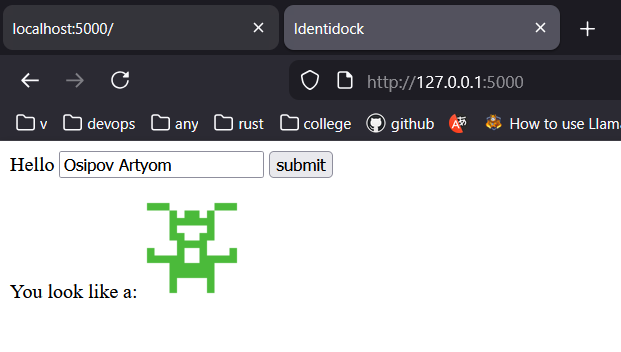 localhost:5000/
Identidock
http://127.0.0.1:5000
v devops any rust college github How to use Llam
Hello Osipov Artyom submit
You look like a: